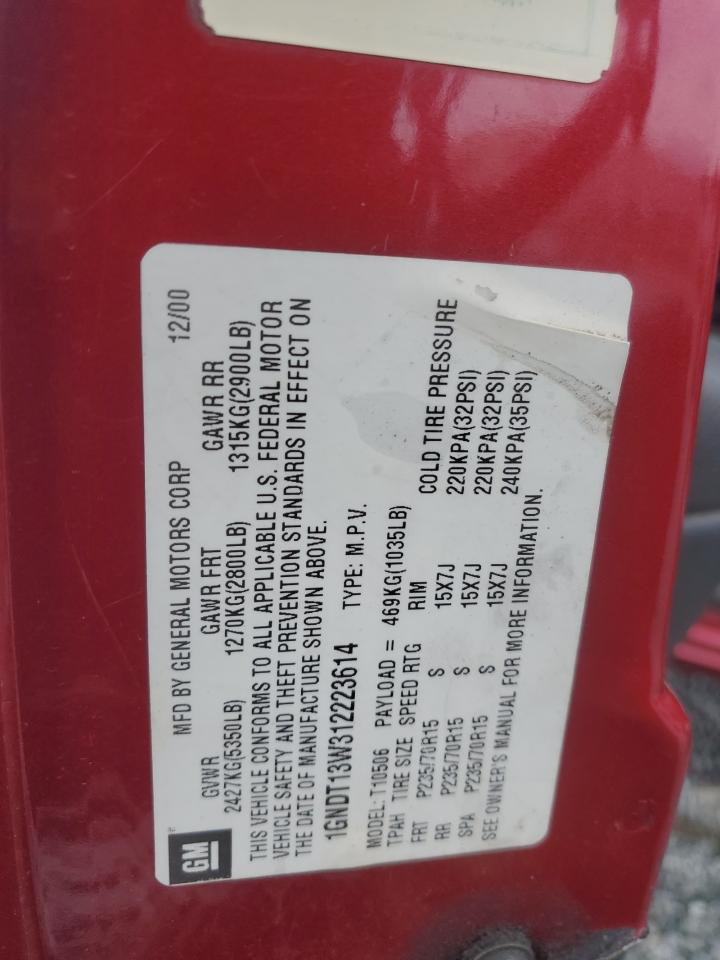 GM
MFD BY GENERAL MOTORS CORP 12/00
GVWR GAWR FRT GAWR RR
2427KG(5350LB) 1270KG(2800LB) 1315KG(2900LB)
THIS VEHICLE CONFORMS TO ALL APPLICABLE U.S. FEDERAL MOTOR
VEHICLE SAFETY AND THEFT PREVENTION STANDARDS IN EFFECT ON
THE DATE OF MANUFACTURE SHOWN ABOVE.
1GNDT13W312223614 TYPE: M.P.V.
MODEL: T10506 PAYLOAD = 469KG(1035LB)
TPAH TIRE SIZE SPEED RTG RIM COLD TIRE PRESSURE
FRT P235/70R15 S 15X7J 220KPA(32PSI)
RR P235/70R15 S 15X7J 220KPA(32PSI)
SPA P235/70R15 S 15X7J 240KPA(35PSI)
SEE OWNER'S MANUAL FOR MORE INFORMATION.